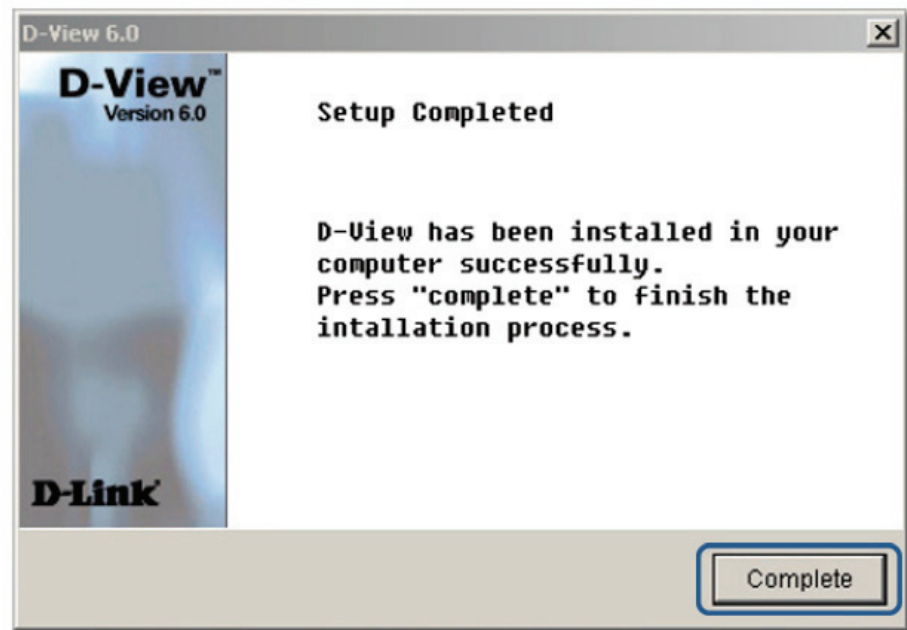 D-View 6.0
D-View™
Version 6.0
Setup Completed
D-View has been installed in your
computer successfully.
Press "complete" to finish the
intallation process.
D-Link
Complete